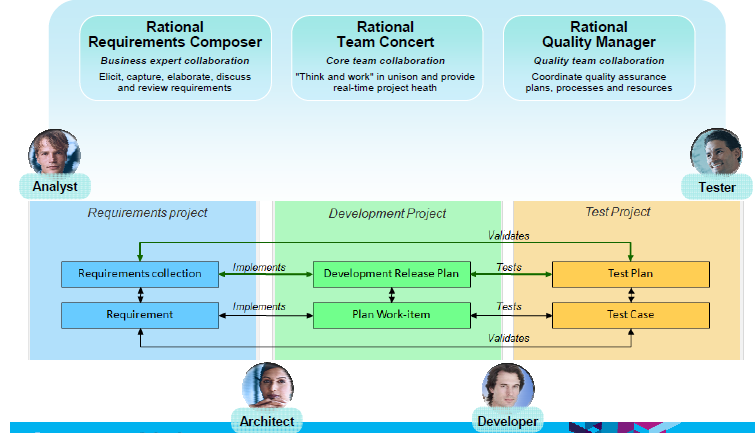 Rational
Requirements Composer
Business expert collaboration
Elicit, capture, elaborate, discuss
and review requirements
Rational
Team Concert
Core team collaboration
"Think and work" in unison and provide
real-time project heath
Rational
Quality Manager
Quality team collaboration
Coordinate quality assurance
plans, processes and resources
Analyst
Tester
Requirements project
Development Project
Test Project
Validates
Requirements collection
Implements
Development Release Plan
Tests
Test Plan
Requirement
Implements
Plan Work-item
Tests
Test Case
Validates
Architect
Developer